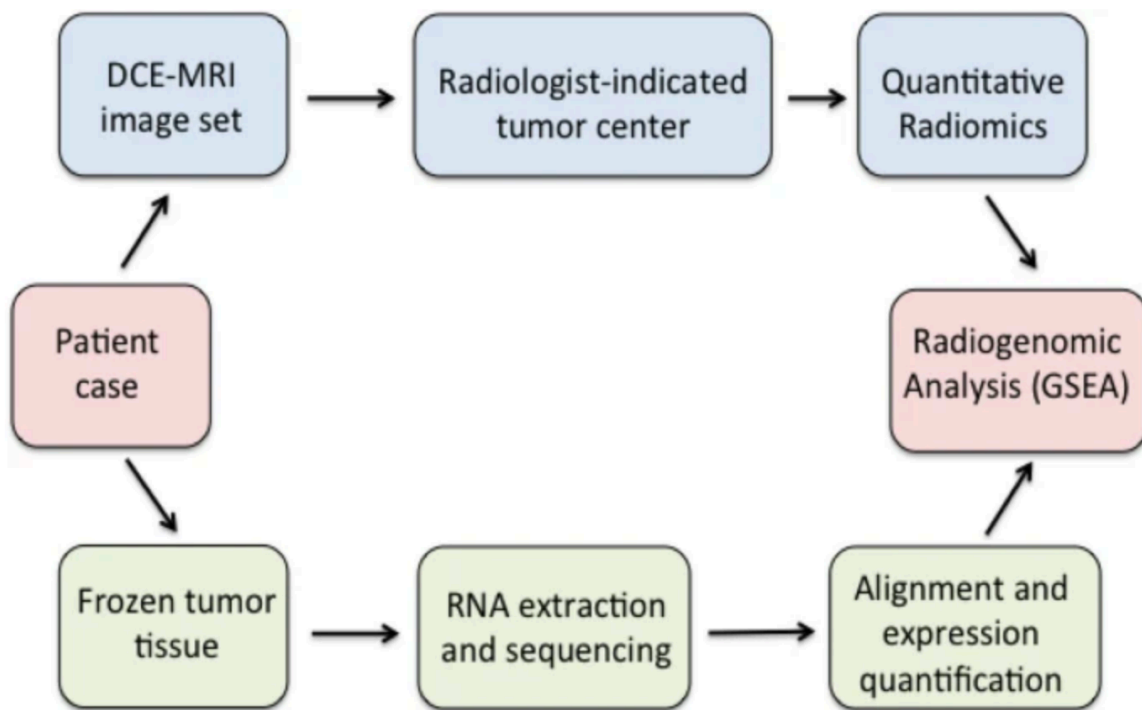 DCE-MRI
image set
Radiologist-indicated
tumor center
Quantitative
Radiomics
Patient
case
Radiogenomic
Analysis (GSEA)
Frozen tumor
tissue
RNA extraction
and sequencing
Alignment and
expression
quantification